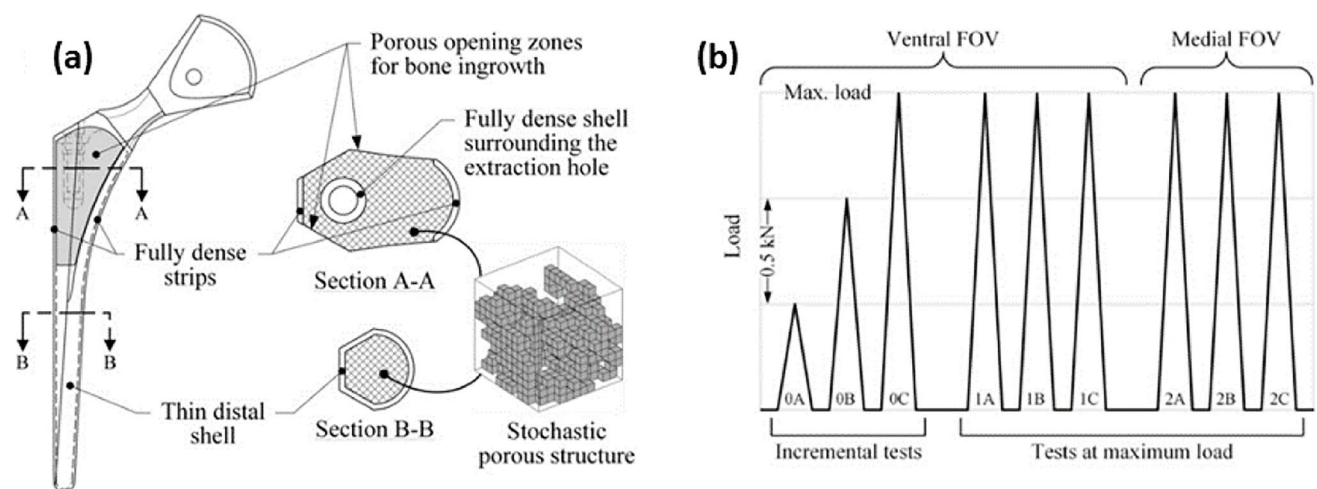 (a)
Porous opening zones
for bone ingrowth
Fully dense shell
surrounding the
extraction hole
A
A
Fully dense
strips
Section A-A
B
B
Thin distal
shell
Section B-B
Stochastic
porous structure
(b)
Ventral FOV
Medial FOV
Max. load
Load
0.5 kN
0A
0B
0C
1A
1B
1C
2A
2B
2C
Incremental tests
Tests at maximum load